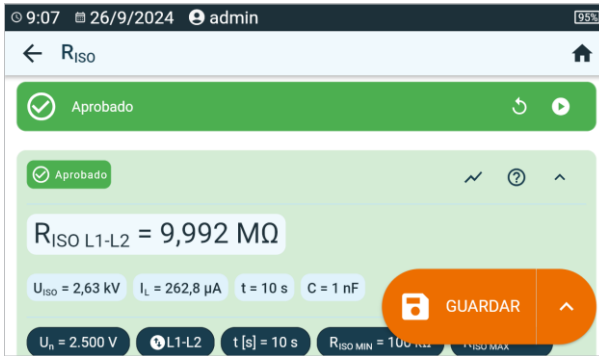 9:07 26/9/2024 admin 95%
RISO
Aprobado
Aprobado
RISO L1-L2 = 9,992 MΩ
UISO = 2,63 kV IL = 262,8 µA t = 10 s C = 1 nF
GUARDAR
Un = 2.500 V L1-L2 t [s] = 10 s RISO MIN = 100 kΩ RISO MAX